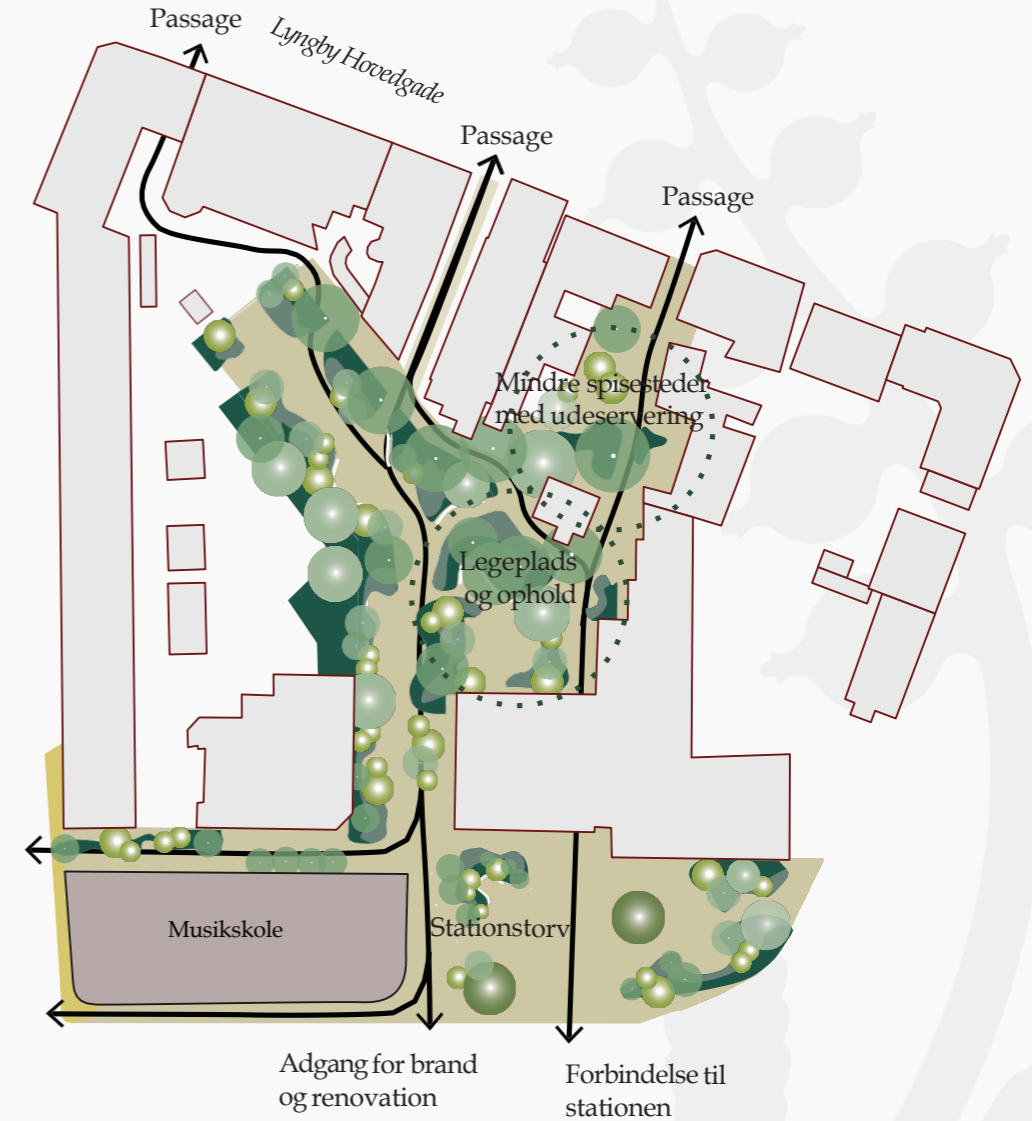 Passage
Lyngby Hovedgade
Passage
Passage
Mindre spisesteder
med udeservering
Legeplads
og ophold
Musikskole
Stationstorv
Adgang for brand
og renovation
Forbindelse til
stationen